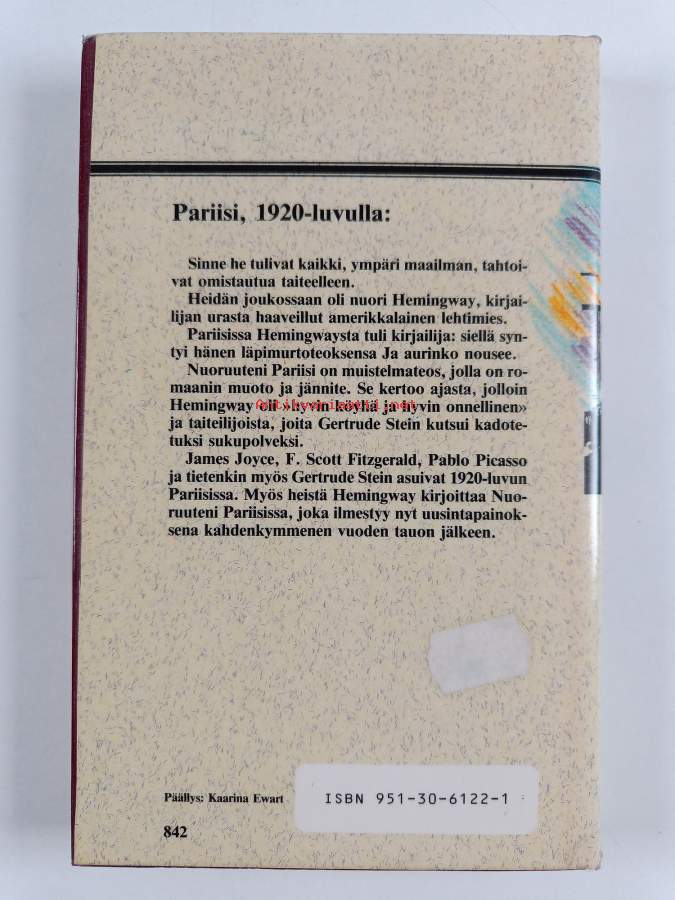 Pariisi, 1920-luvulla:
Sinne he tulivat kaikki, ympäri maailman, tahtoi-
vat omistautua taiteelleen.
Heidän joukossaan oli nuori Hemingway, kirjai-
lijan urasta haaveillut amerikkalainen lehtimies.
Pariisissa Hemingwaysta tuli kirjailija: siellä syn-
tyi hänen läpimurtoteoksensa Ja aurinko nousee.
Nuoruuteni Pariisi on muistelmateos, jolla on ro-
maanin muoto ja jännite. Se kertoo ajasta, jolloin
Hemingway oli »hyvin köyhä ja hyvin onnellinen»
ja taiteilijoista, joita Gertrude Stein kutsui kadote-
tuksi sukupolveksi.
James Joyce, F. Scott Fitzgerald, Pablo Picasso
ja tietenkin myös Gertrude Stein asuivat 1920-luvun
Pariisissa. Myös heistä Hemingway kirjoittaa Nuo-
ruuteni Pariisissa, joka ilmestyy nyt uusintapainok-
sena kahdenkymmenen vuoden tauon jälkeen.
Päällys: Kaarina Ewart
ISBN 951-30-6122-1
842